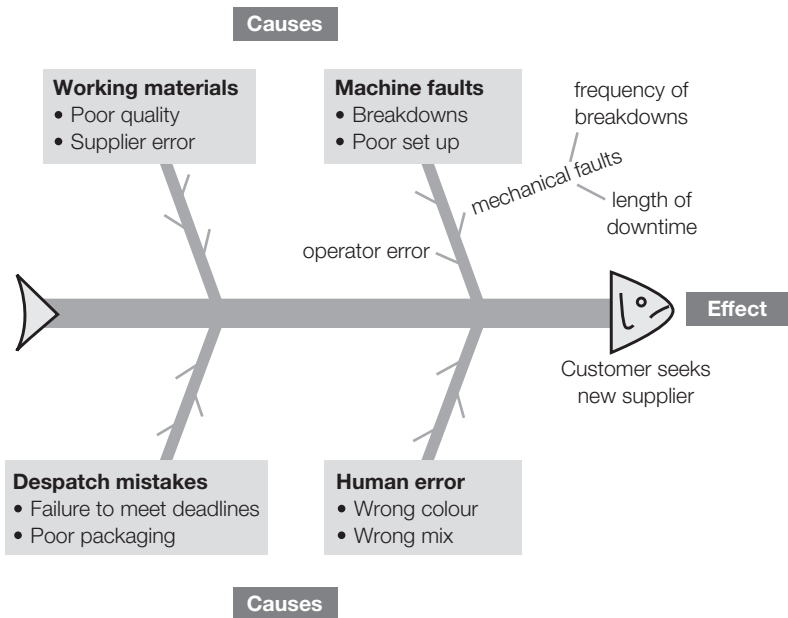 Causes
Working materials
• Poor quality
• Supplier error
Machine faults
• Breakdowns
• Poor set up
frequency of
breakdowns
mechanical faults
length of
downtime
operator error
Effect
Customer seeks
new supplier
Despatch mistakes
• Failure to meet deadlines
• Poor packaging
Human error
• Wrong colour
• Wrong mix
Causes